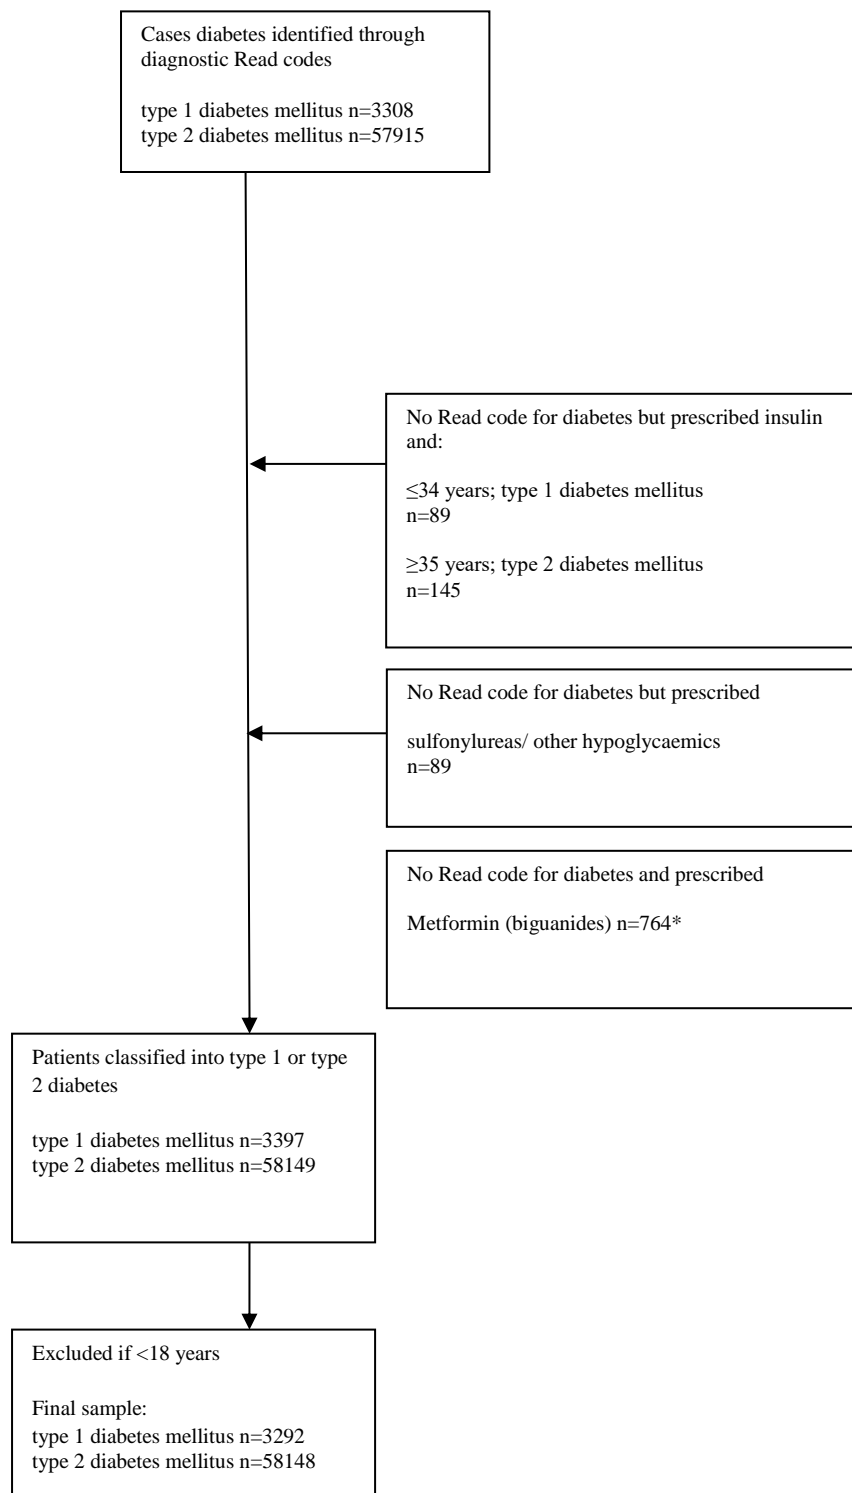 Cases diabetes identified through
diagnostic Read codes
type 1 diabetes mellitus n=3308
type 2 diabetes mellitus n=57915
No Read code for diabetes but prescribed insulin
and:
≤34 years; type 1 diabetes mellitus
n=89
≥35 years; type 2 diabetes mellitus
n=145
No Read code for diabetes but prescribed
sulfonylureas/ other hypoglycaemics
n=89
No Read code for diabetes and prescribed
Metformin (biguanides) n=764*
Patients classified into type 1 or type
2 diabetes
type 1 diabetes mellitus n=3397
type 2 diabetes mellitus n=58149
Excluded if <18 years
Final sample:
type 1 diabetes mellitus n=3292
type 2 diabetes mellitus n=58148